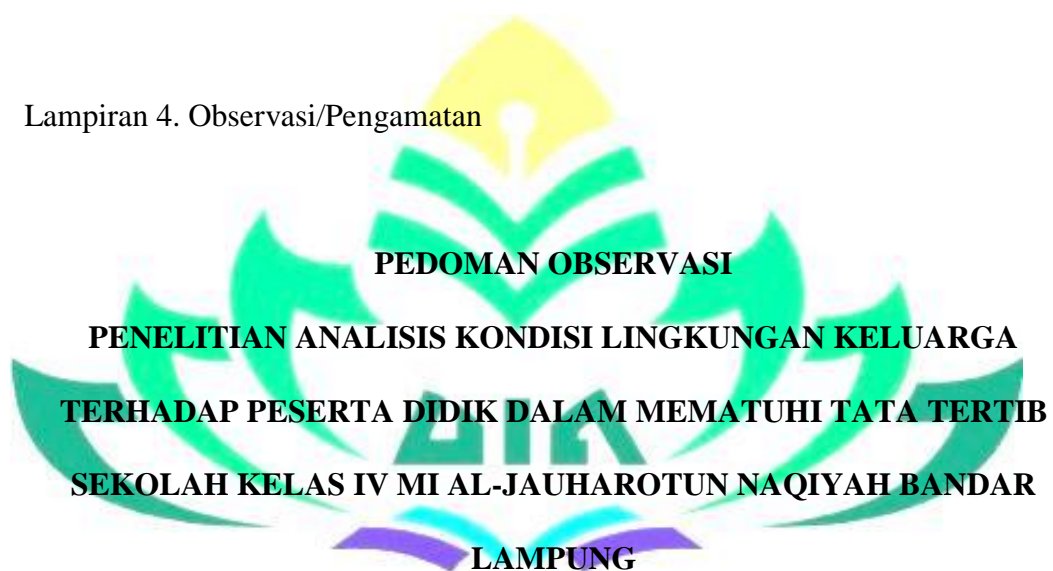 Lampiran 4. Observasi/Pengamatan
PEDOMAN OBSERVASI
PENELITIAN ANALISIS KONDISI LINGKUNGAN KELUARGA
TERHADAP PESERTA DIDIK DALAM MEMATUHI TATA TERTIB
SEKOLAH KELAS IV MI AL-JAUHAROTUN NAQIYAH BANDAR
LAMPUNG